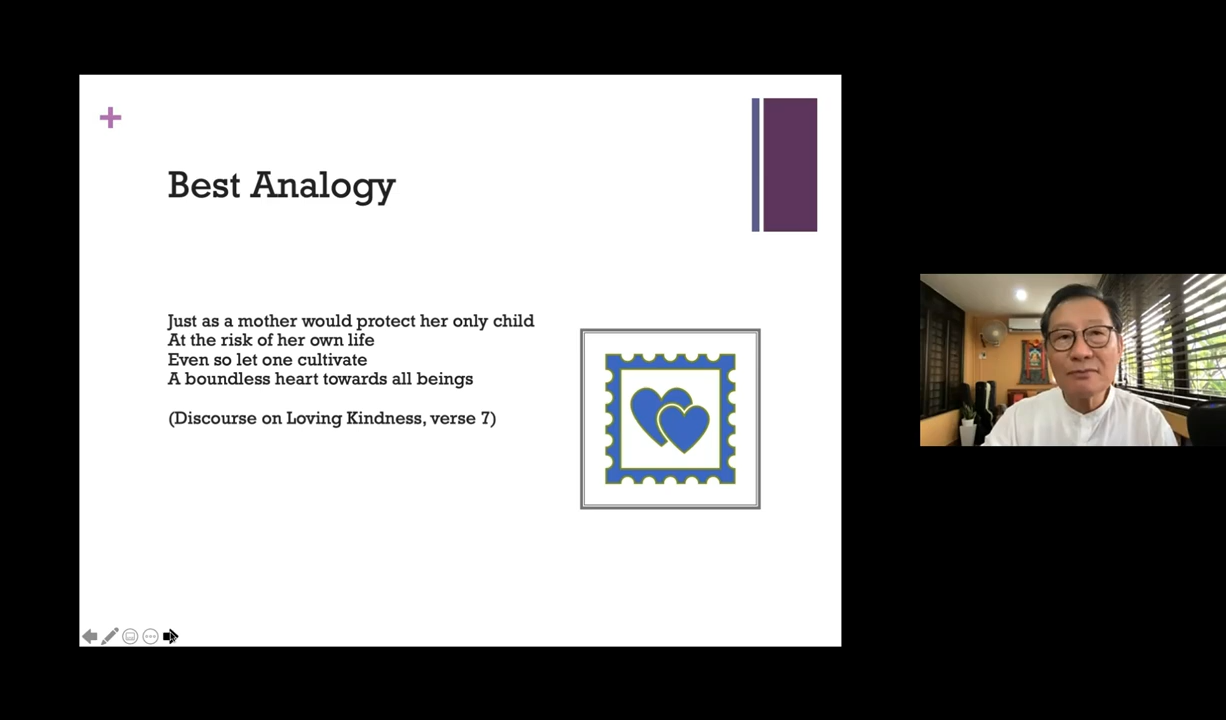 Best Analogy
Just as a mother would protect her only child
At the risk of her own life
Even so let one cultivate
A boundless heart towards all beings
(Discourse on Loving Kindness, verse 7)